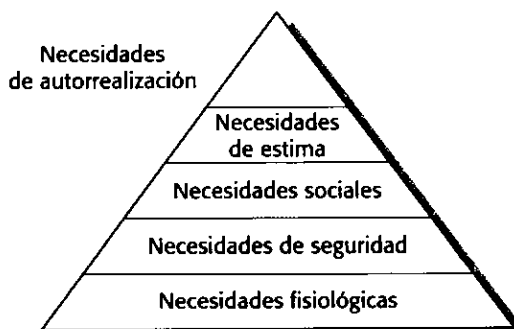 Necesidades
de autorrealización
Necesidades
de estima
Necesidades sociales
Necesidades de seguridad
Necesidades fisiológicas